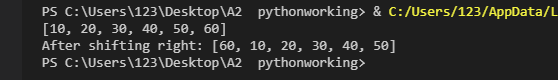 PS C:\Users\123\Desktop\A2  pythonworking> & C:/Users/123/AppData/L
[10, 20, 30, 40, 50, 60]
After shifting right: [60, 10, 20, 30, 40, 50]
PS C:\Users\123\Desktop\A2  pythonworking>